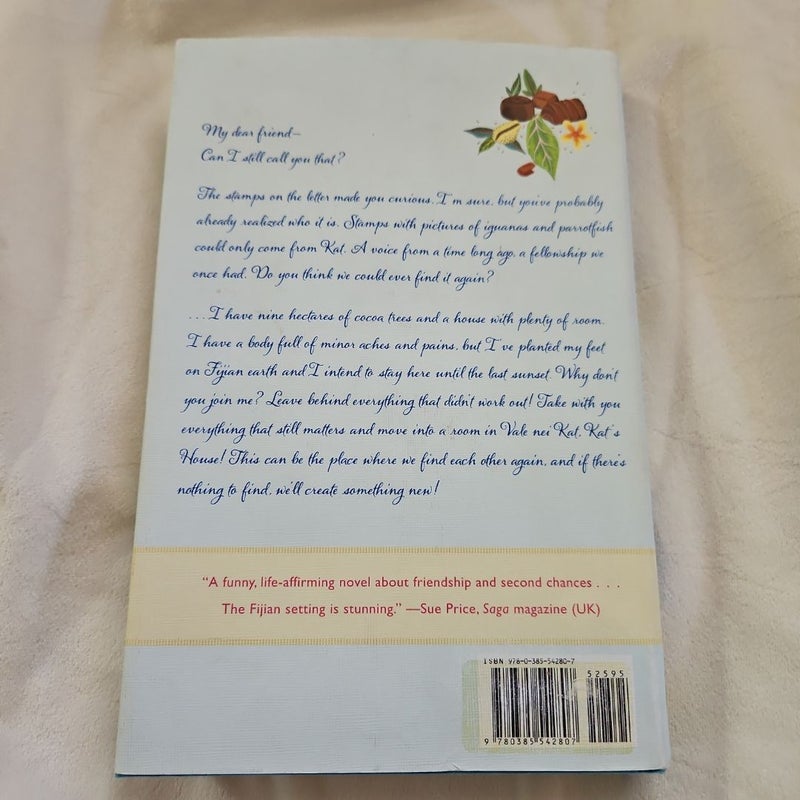 My dear friend—
Can I still call you that?
The stamps on the letter made you curious, I'm sure, but you've probably
already realized who it is. Stamps with pictures of iguanas and parrotfish
could only come from Kat. A voice from a time long ago, a fellowship we
once had. Do you think we could ever find it again?
. . . I have nine hectares of cocoa trees and a house with plenty of room.
I have a body full of minor aches and pains, but I've planted my feet
on Fijian earth and I intend to stay here until the last sunset. Why don't
you join me? Leave behind everything that didn't work out! Take with you
everything that still matters and move into a room in Vale nei Kat, Kat's
House! This can be the place where we find each other again, and if there's
nothing to find, we'll create something new!
“A funny, life-affirming novel about friendship and second chances . . .
The Fijian setting is stunning.” —Sue Price, Saga magazine (UK)
ISBN 978-0-385-54280-7
52595
9 780385 542807